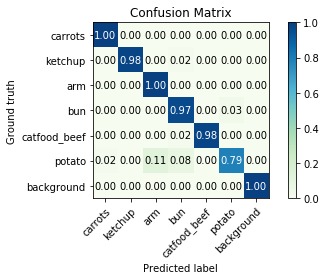 Confusion Matrix
carrots 1.00 0.00 0.00 0.00 0.00 0.00 0.00
ketchup 0.00 0.98 0.00 0.02 0.00 0.00 0.00
arm 0.00 0.00 1.00 0.00 0.00 0.00 0.00
bun 0.00 0.00 0.00 0.97 0.00 0.03 0.00
catfood_beef 0.00 0.00 0.00 0.02 0.98 0.00 0.00
potato 0.02 0.00 0.11 0.08 0.00 0.79 0.00
background 0.00 0.00 0.00 0.00 0.00 0.00 1.00
carrots ketchup arm bun catfood_beef potato background
Predicted label
Ground truth
1.0
0.8
0.6
0.4
0.2
0.0